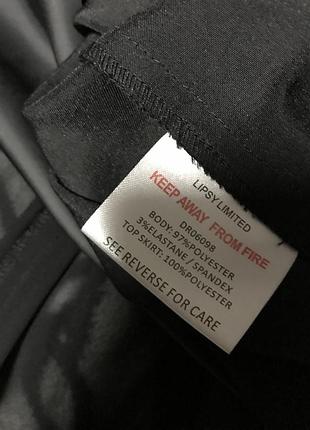 LIPSY LIMITED
KEEP AWAY FROM FIRE
DR06098
BODY: 97%POLYESTER
3%ELASTANE / SPANDEX
TOP SKIRT: 100%POLYESTER
SEE REVERSE FOR CARE